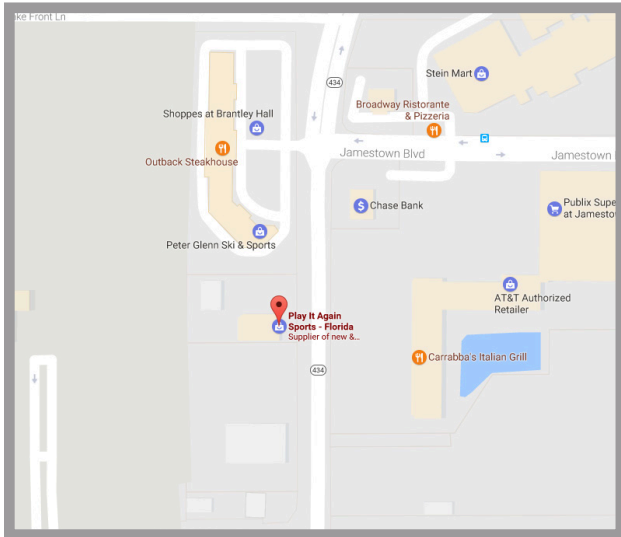 ke Front Ln
434
Stein Mart
Broadway Ristorante
& Pizzeria
Shoppes at Brantley Hall
Outback Steakhouse
Jamestown Blvd
Jamestown
Chase Bank
Publix Supe
at Jamesto
Peter Glenn Ski & Sports
AT&T Authorized
Retailer
Play It Again
Sports - Florida
Supplier of new &...
Carrabba's Italian Grill
434